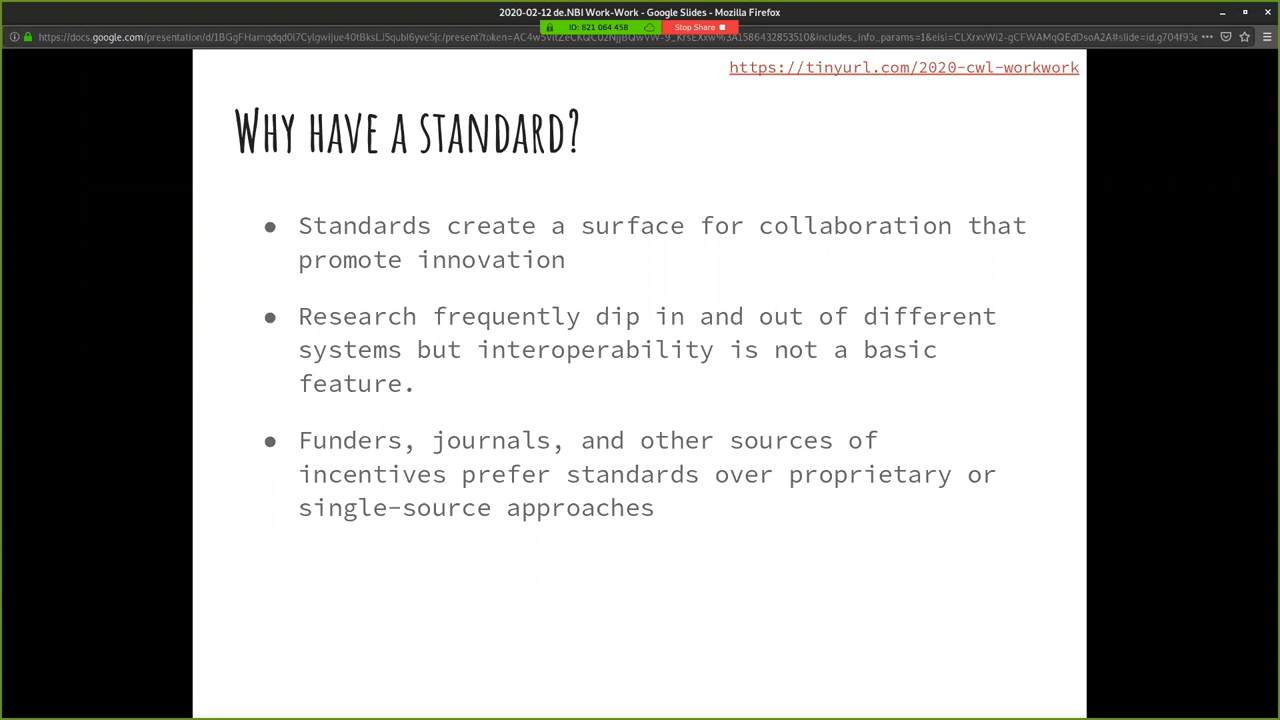 2020-02-12 de.NBI Work-Work - Google Slides - Mozilla Firefox
ID: 821 064 458
Stop Share
https://tinyurl.com/2020-cwl-workwork
WHY HAVE A STANDARD?
● Standards create a surface for collaboration that
promote innovation
● Research frequently dip in and out of different
systems but interoperability is not a basic
feature.
● Funders, journals, and other sources of
incentives prefer standards over proprietary or
single-source approaches